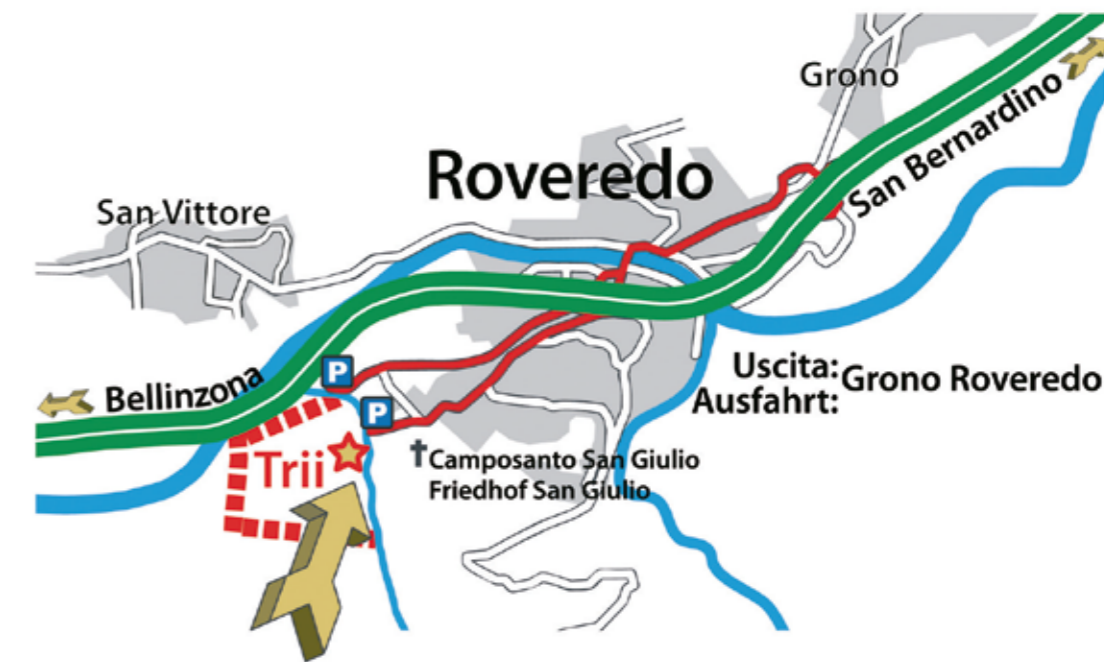 Grono
San Bernardino
Roveredo
San Vittore
Uscita: Grono Roveredo
Ausfahrt:
Bellinzona
P
P
Trii
Camposanto San Giulio
Friedhof San Giulio